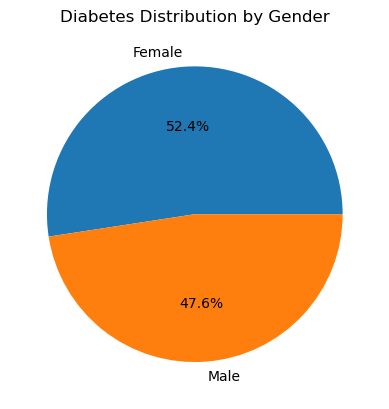 Diabetes Distribution by Gender
Female
52.4%
47.6%
Male